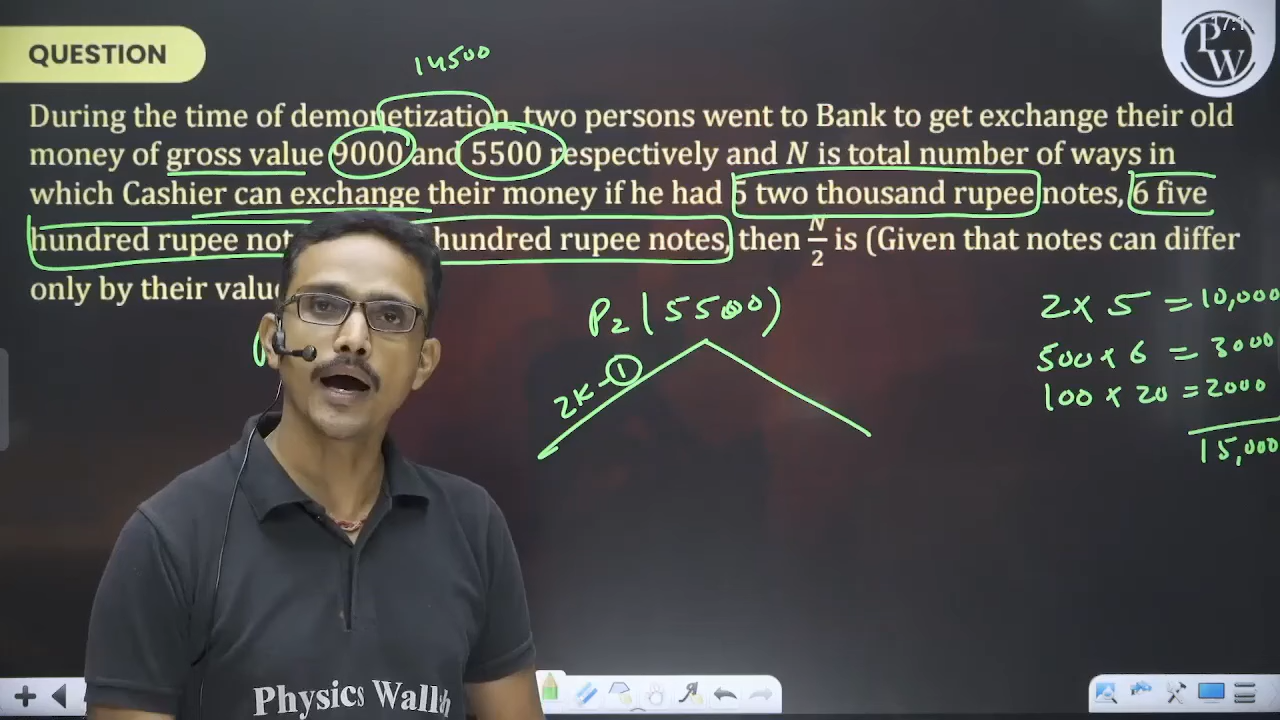 17:1
PW
QUESTION
14500
During the time of demonetization, two persons went to Bank to get exchange their old
money of gross value 9000 and 5500 respectively and N is total number of ways in
which Cashier can exchange their money if he had 5 two thousand rupee notes, 6 five
hundred rupee not hundred rupee notes, then N/2 is (Given that notes can differ
only by their value
P2 (5500)
2K - 1
2 x 5 = 10,000
500 x 6 = 3000
100 x 20 = 2000
15,000
Physics Wallah